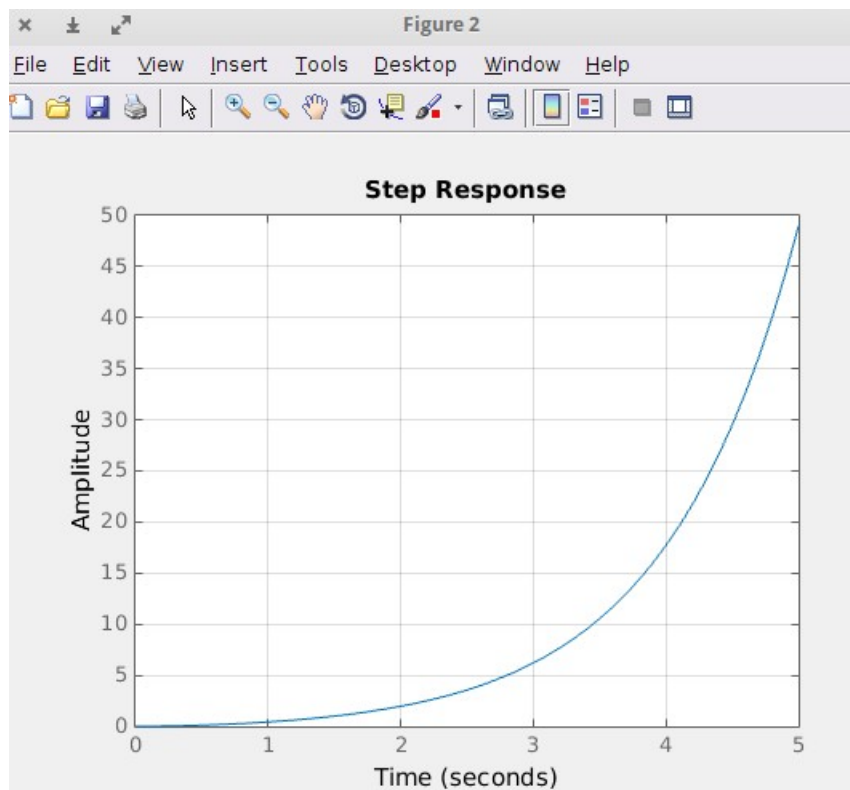 Figure 2
File Edit View Insert Tools Desktop Window Help
Step Response
50
45
40
35
30
25
20
15
10
5
0
Amplitude
0 1 2 3 4 5
Time (seconds)